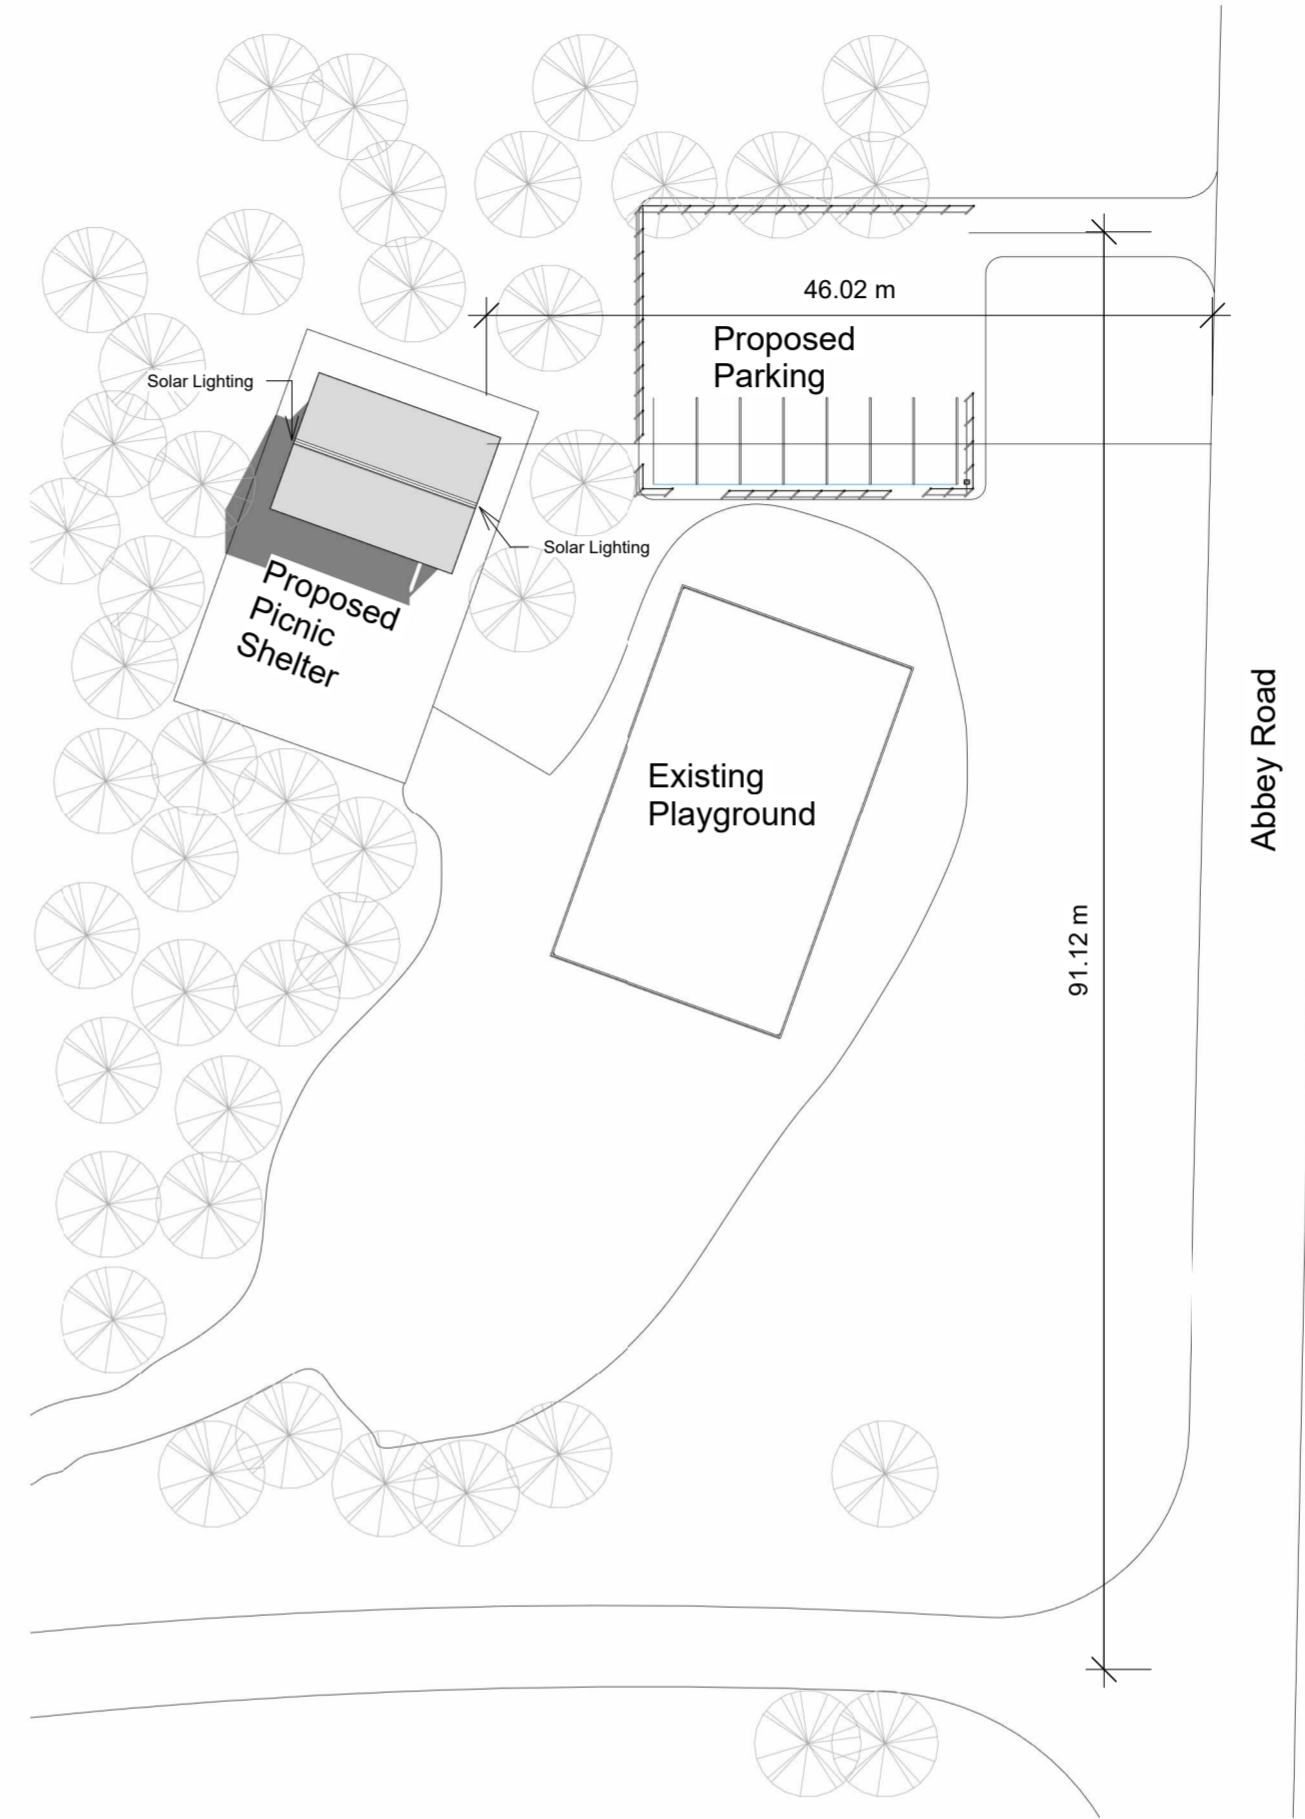 46.02 m
Proposed
Parking
Solar Lighting
Solar Lighting
Proposed
Picnic
Shelter
Existing
Playground
Abbey Road
91.12 m